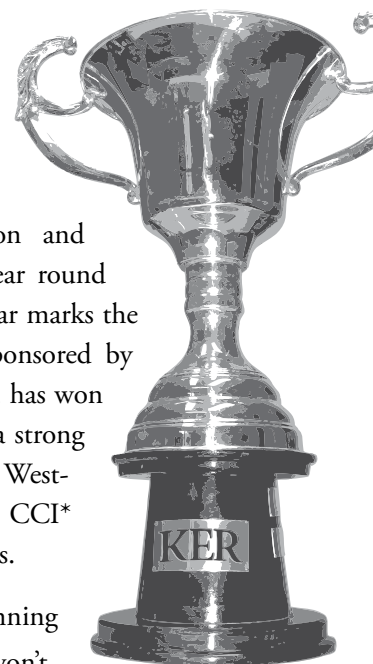 on and
ear round
ar marks the
ponsored by
has won
a strong
West-
CCI*
s.
nning
won't
KER